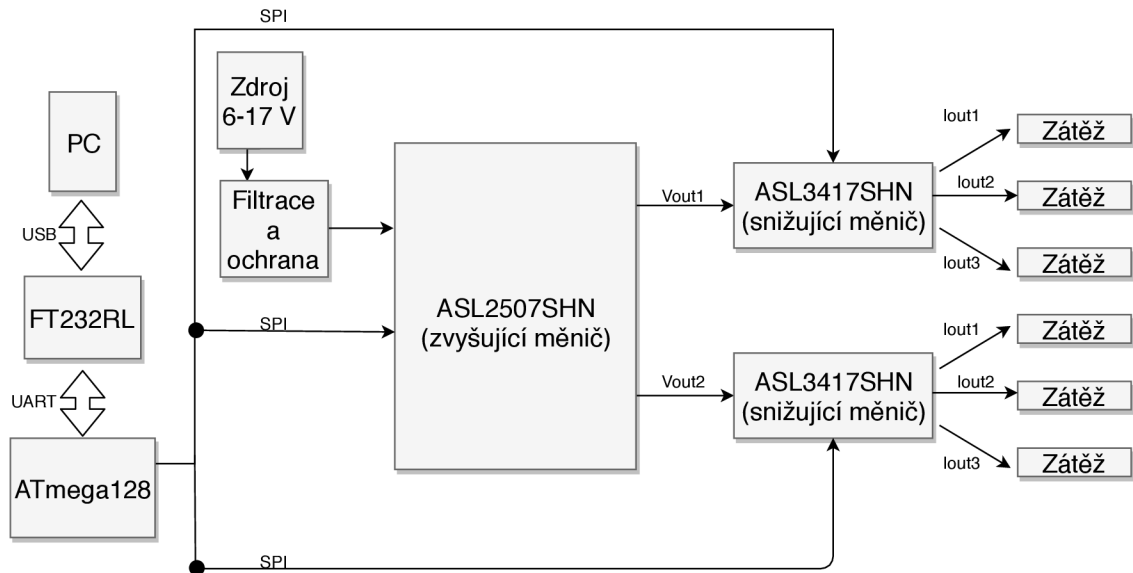 SPI
Zdroj
6-17 V
PC
USB
FT232RL
UART
ATmega128
Filtrace
a
ochrana
SPI
SPI
ASL2507SHN
(zvyšující měnič)
Vout1
Vout2
ASL3417SHN
(snižující měnič)
Iout1
Iout2
Iout3
Zátěž
Zátěž
Zátěž
ASL3417SHN
(snižující měnič)
Iout1
Iout2
Iout3
Zátěž
Zátěž
Zátěž